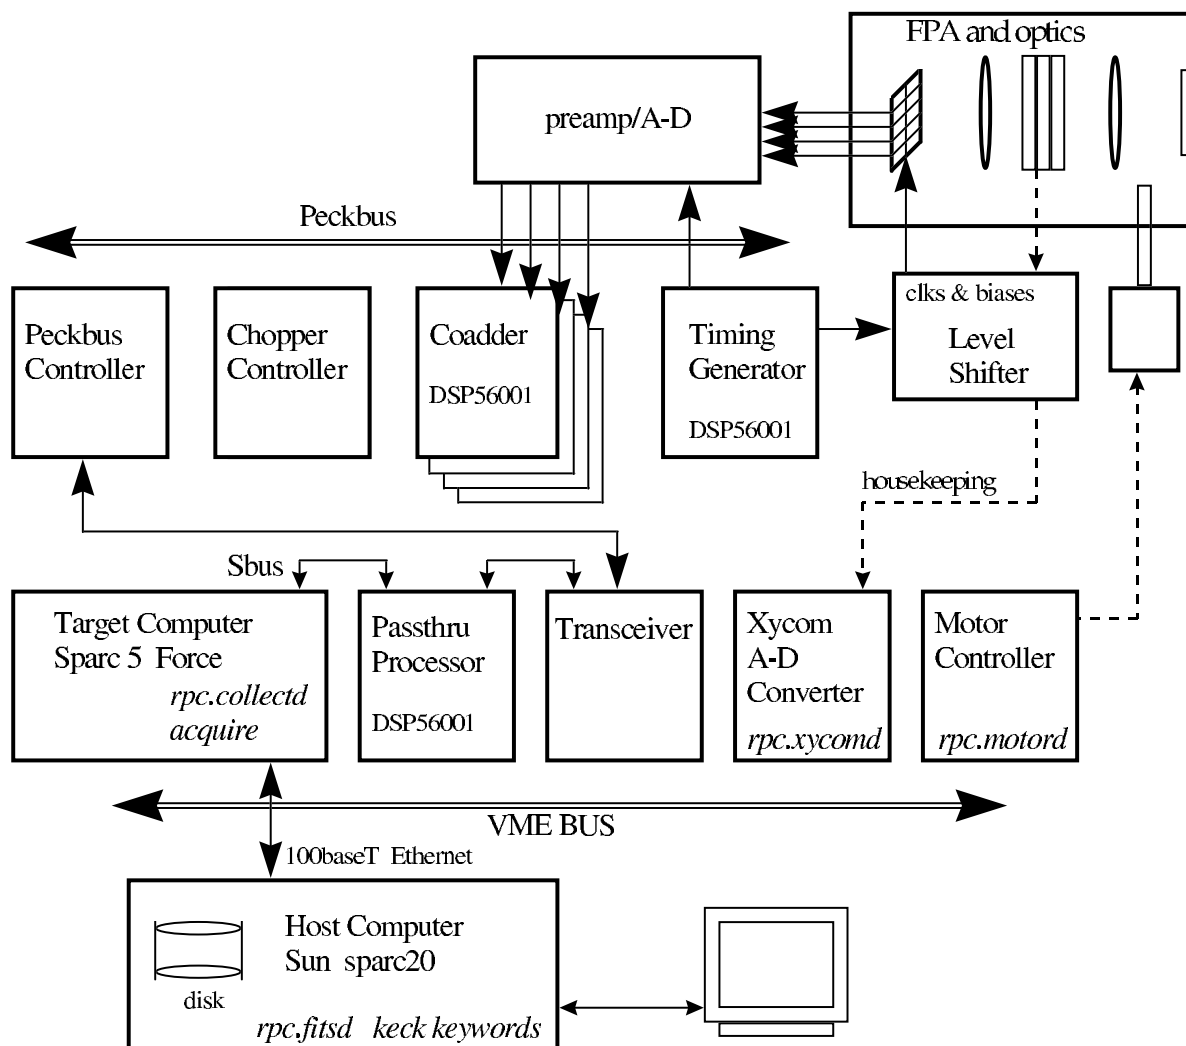 FPA and optics
preamp/A-D
Peckbus
Peckbus
Controller
Chopper
Controller
Coadder
DSP56001
Timing
Generator
DSP56001
clks & biases
Level
Shifter
housekeeping
Sbus
Target Computer
Sparc 5 Force
rpc.collectd
acquire
Passthru
Processor
DSP56001
Transceiver
Xycom
A-D
Converter
rpc.xycomd
Motor
Controller
rpc.motord
VME BUS
100baseT Ethernet
Host Computer
Sun sparc20
disk
rpc.fitsd keck keywords